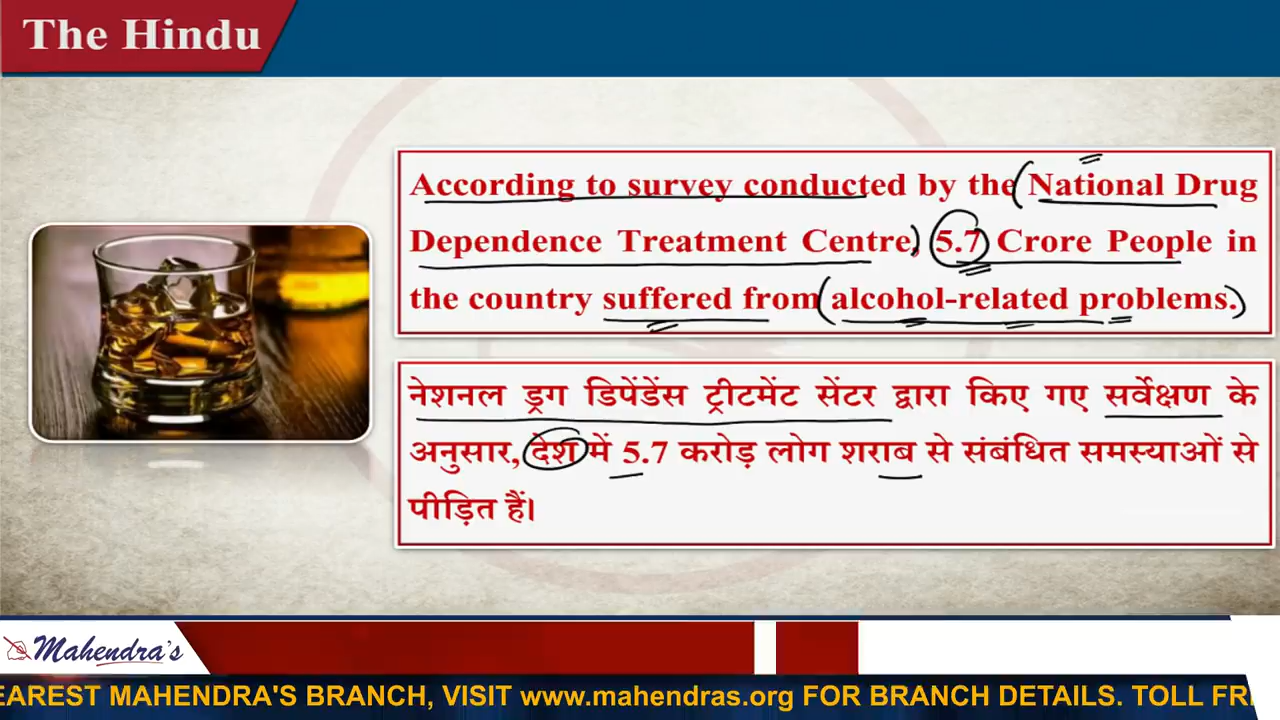 The Hindu
According to survey conducted by the National Drug
Dependence Treatment Centre, 5.7 Crore People in
the country suffered from alcohol-related problems.
नेशनल ड्रग डिपेंडेंस ट्रीटमेंट सेंटर द्वारा किए गए सर्वेक्षण के
अनुसार, देश में 5.7 करोड़ लोग शराब से संबंधित समस्याओं से
पीड़ित हैं।
Mahendra's
EAREST MAHENDRA'S BRANCH, VISIT www.mahendras.org FOR BRANCH DETAILS. TOLL FR